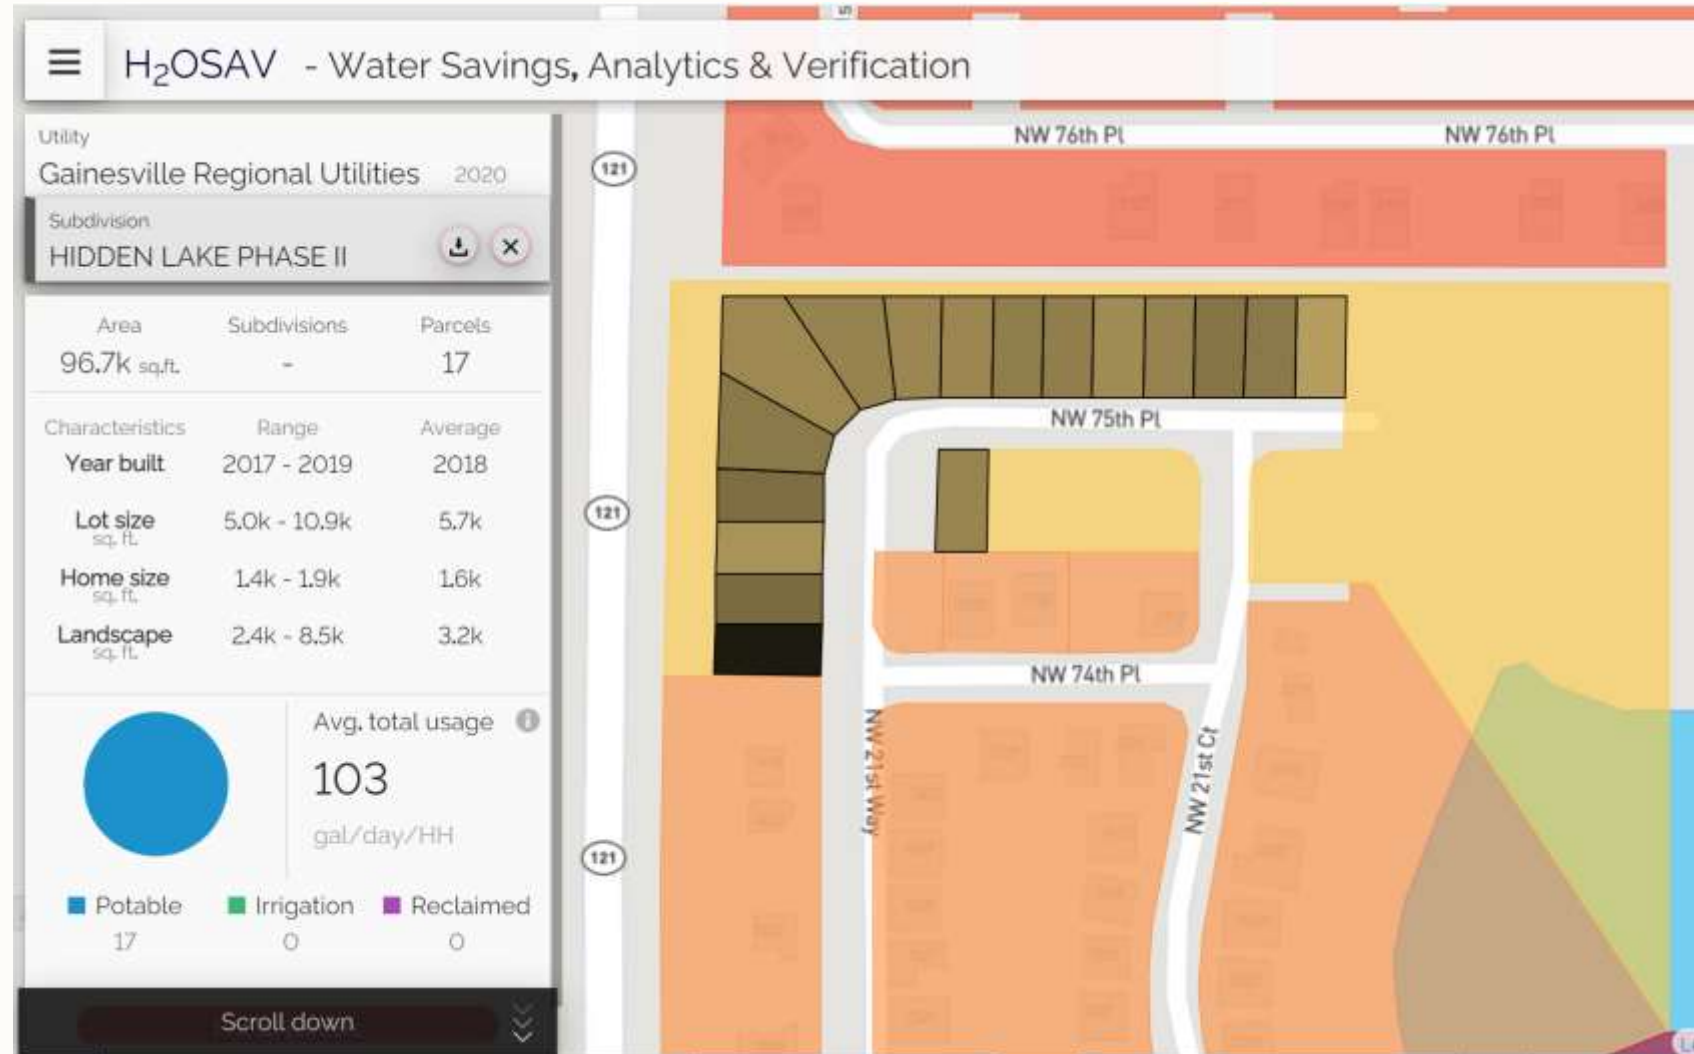 H2OSAV - Water Savings, Analytics & Verification
Utility
Gainesville Regional Utilities 2020
Subdivision
HIDDEN LAKE PHASE II
Area Subdivisions Parcels
96.7k sq.ft. - 17
Characteristics Range Average
Year built 2017 - 2019 2018
Lot size 5.0k - 10.9k 5.7k
sq. ft.
Home size 1.4k - 1.9k 1.6k
sq. ft.
Landscape 2.4k - 8.5k 3.2k
sq. ft.
Avg. total usage i
103
gal/day/HH
Potable Irrigation Reclaimed
17 0 0
Scroll down
NW 76th Pl NW 76th Pl
121
NW 75th Pl
121
NW 74th Pl
NW 21st Way
NW 21st Ct
121